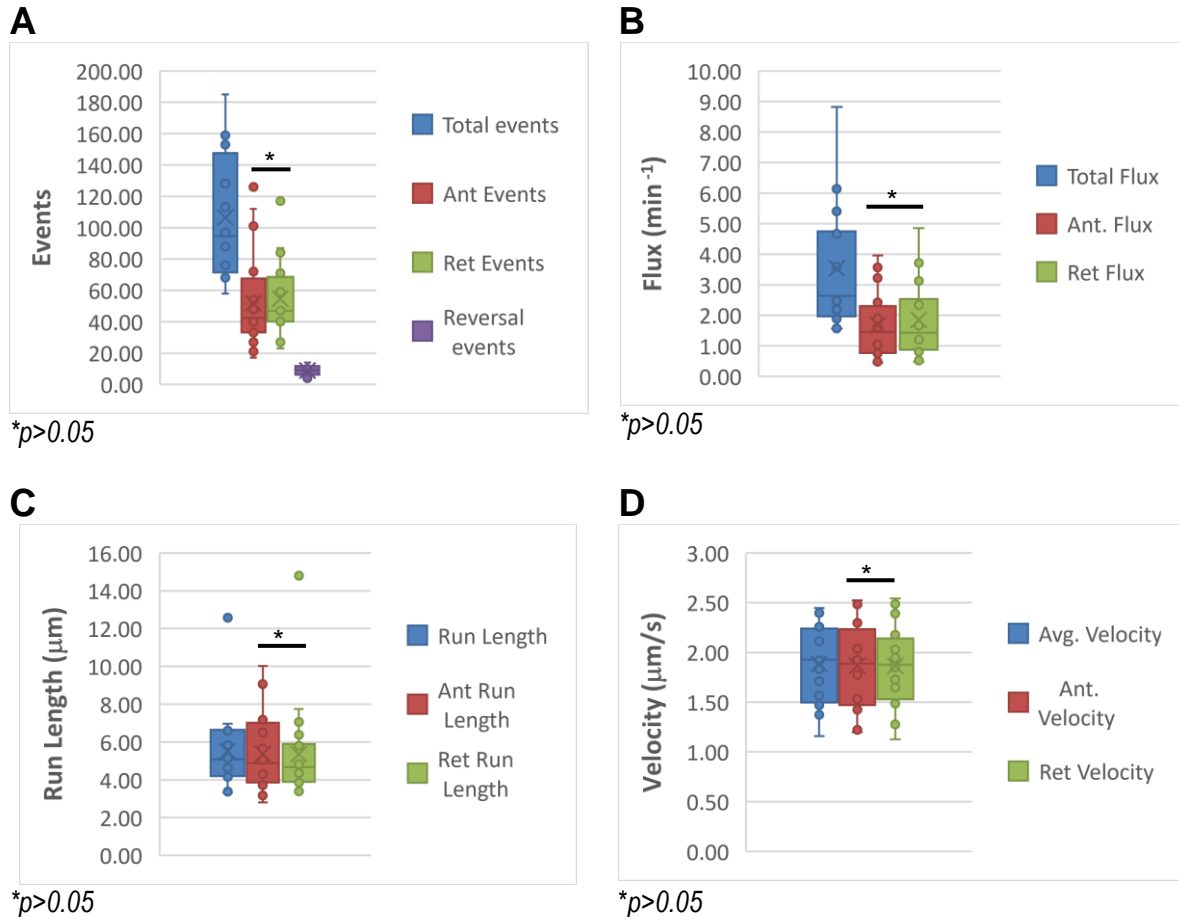 A
Events
200.00
180.00
160.00
140.00
120.00
100.00
80.00
60.00
40.00
20.00
0.00
*
Total events
Ant Events
Ret Events
Reversal
events
*p>0.05
B
Flux (min⁻¹)
10.00
9.00
8.00
7.00
6.00
5.00
4.00
3.00
2.00
1.00
0.00
*
Total Flux
Ant. Flux
Ret Flux
*p>0.05
C
Run Length (μm)
16.00
14.00
12.00
10.00
8.00
6.00
4.00
2.00
0.00
*
Run Length
Ant Run
Length
Ret Run
Length
*p>0.05
D
Velocity (μm/s)
3.00
2.50
2.00
1.50
1.00
0.50
0.00
*
Avg. Velocity
Ant.
Velocity
Ret Velocity
*p>0.05